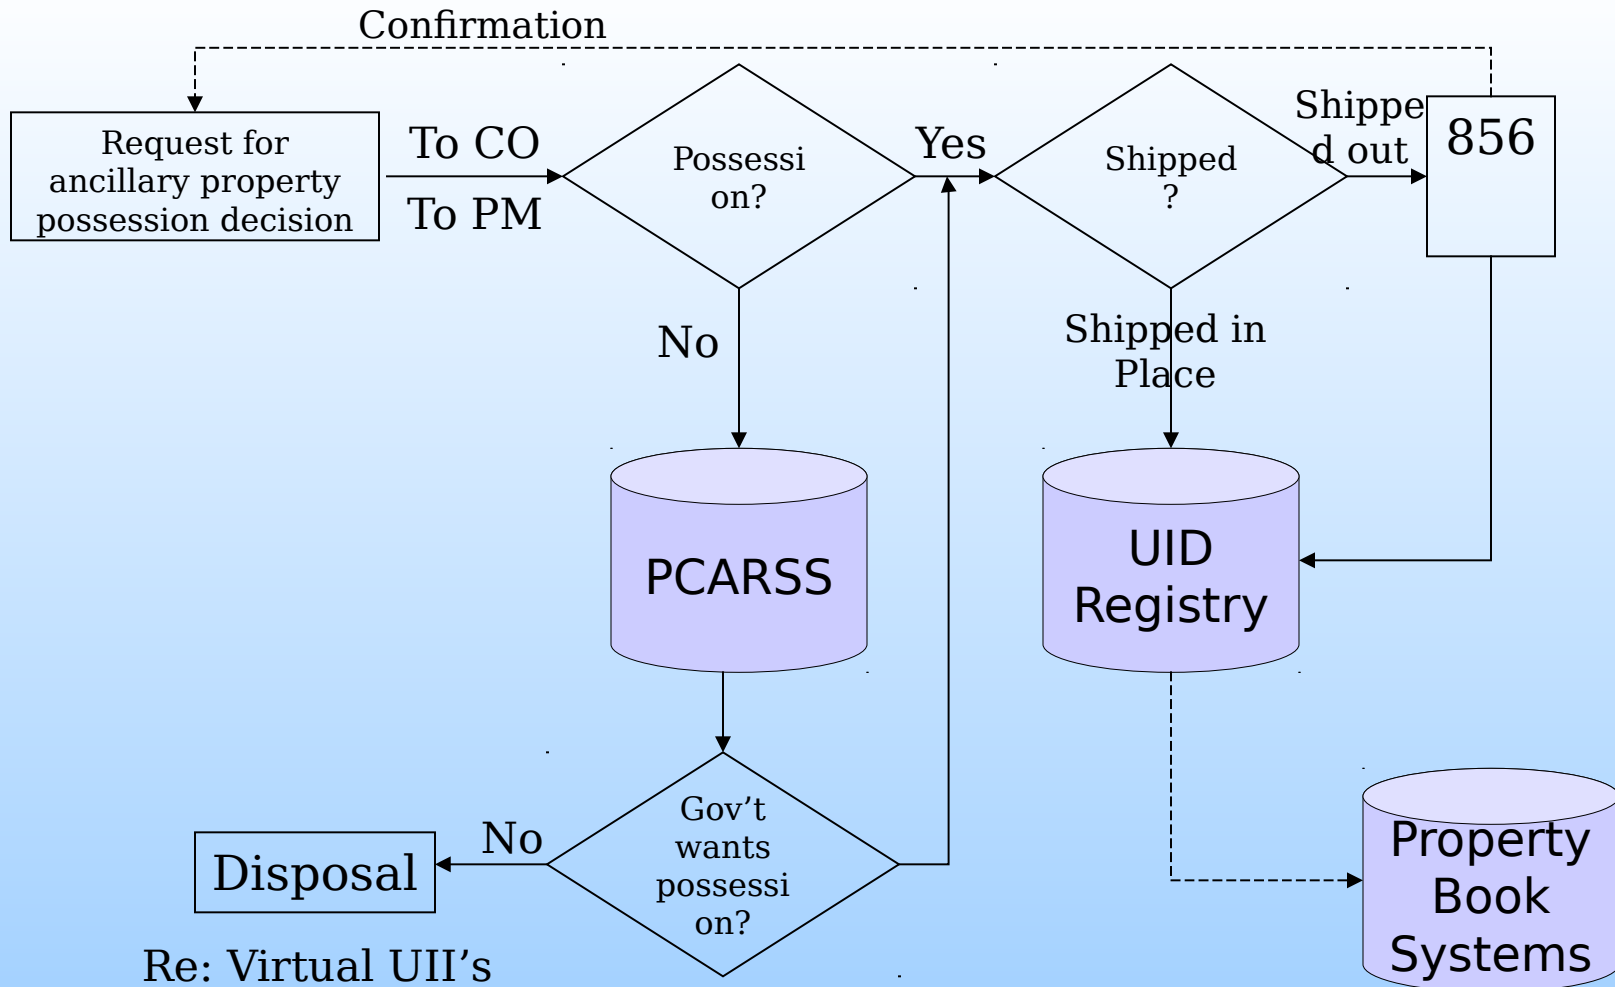 Confirmation
Request for
ancillary property
possession decision
To CO
To PM
Possessi
on?
Yes
Shipped
?
Shippe
d out
856
No
Shipped in
Place
PCARSS
UID
Registry
Gov’t
wants
possessi
on?
No
Disposal
Property
Book
Systems
Re: Virtual UII’s